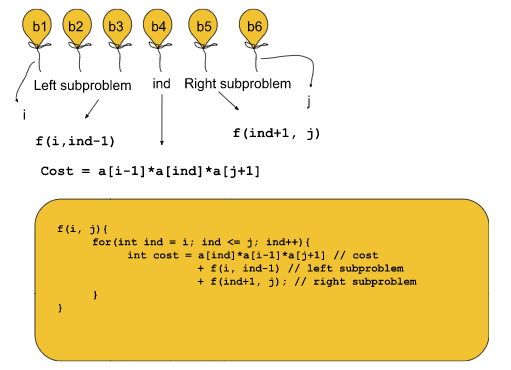 b1 b2 b3 b4 b5 b6
Left subproblem ind Right subproblem
i j
f(i,ind-1) f(ind+1, j)
Cost = a[i-1]*a[ind]*a[j+1]
f(i, j){
for(int ind = i; ind <= j; ind++){
int cost = a[ind]*a[i-1]*a[j+1] // cost
+ f(i, ind-1) // left subproblem
+ f(ind+1, j); // right subproblem
}
}